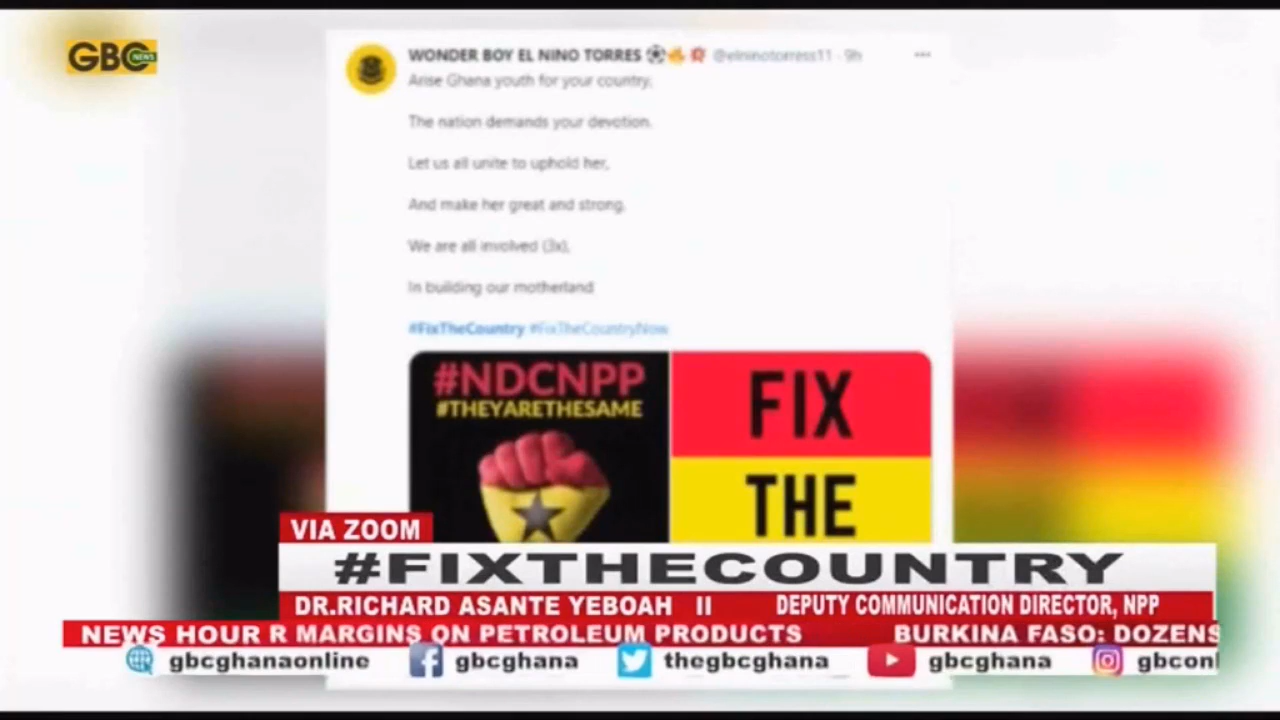 GBC NEWS
WONDER BOY EL NINO TORRES @elninotorress11 · 9h
Arise Ghana youth for your country,
The nation demands your devotion.
Let us all unite to uphold her,
And make her great and strong.
We are all involved (3x),
In building our motherland
#FixTheCountry #FixTheCountryNow
#NDCNPP
#THEYARETHESAME
FIX
THE
VIA ZOOM
#FIXTHECOUNTRY
DR.RICHARD ASANTE YEBOAH II DEPUTY COMMUNICATION DIRECTOR, NPP
NEWS HOUR R MARGINS ON PETROLEUM PRODUCTS BURKINA FASO: DOZENS
gbcghanaonline gbcghana thegbcghana gbcghana gbconl